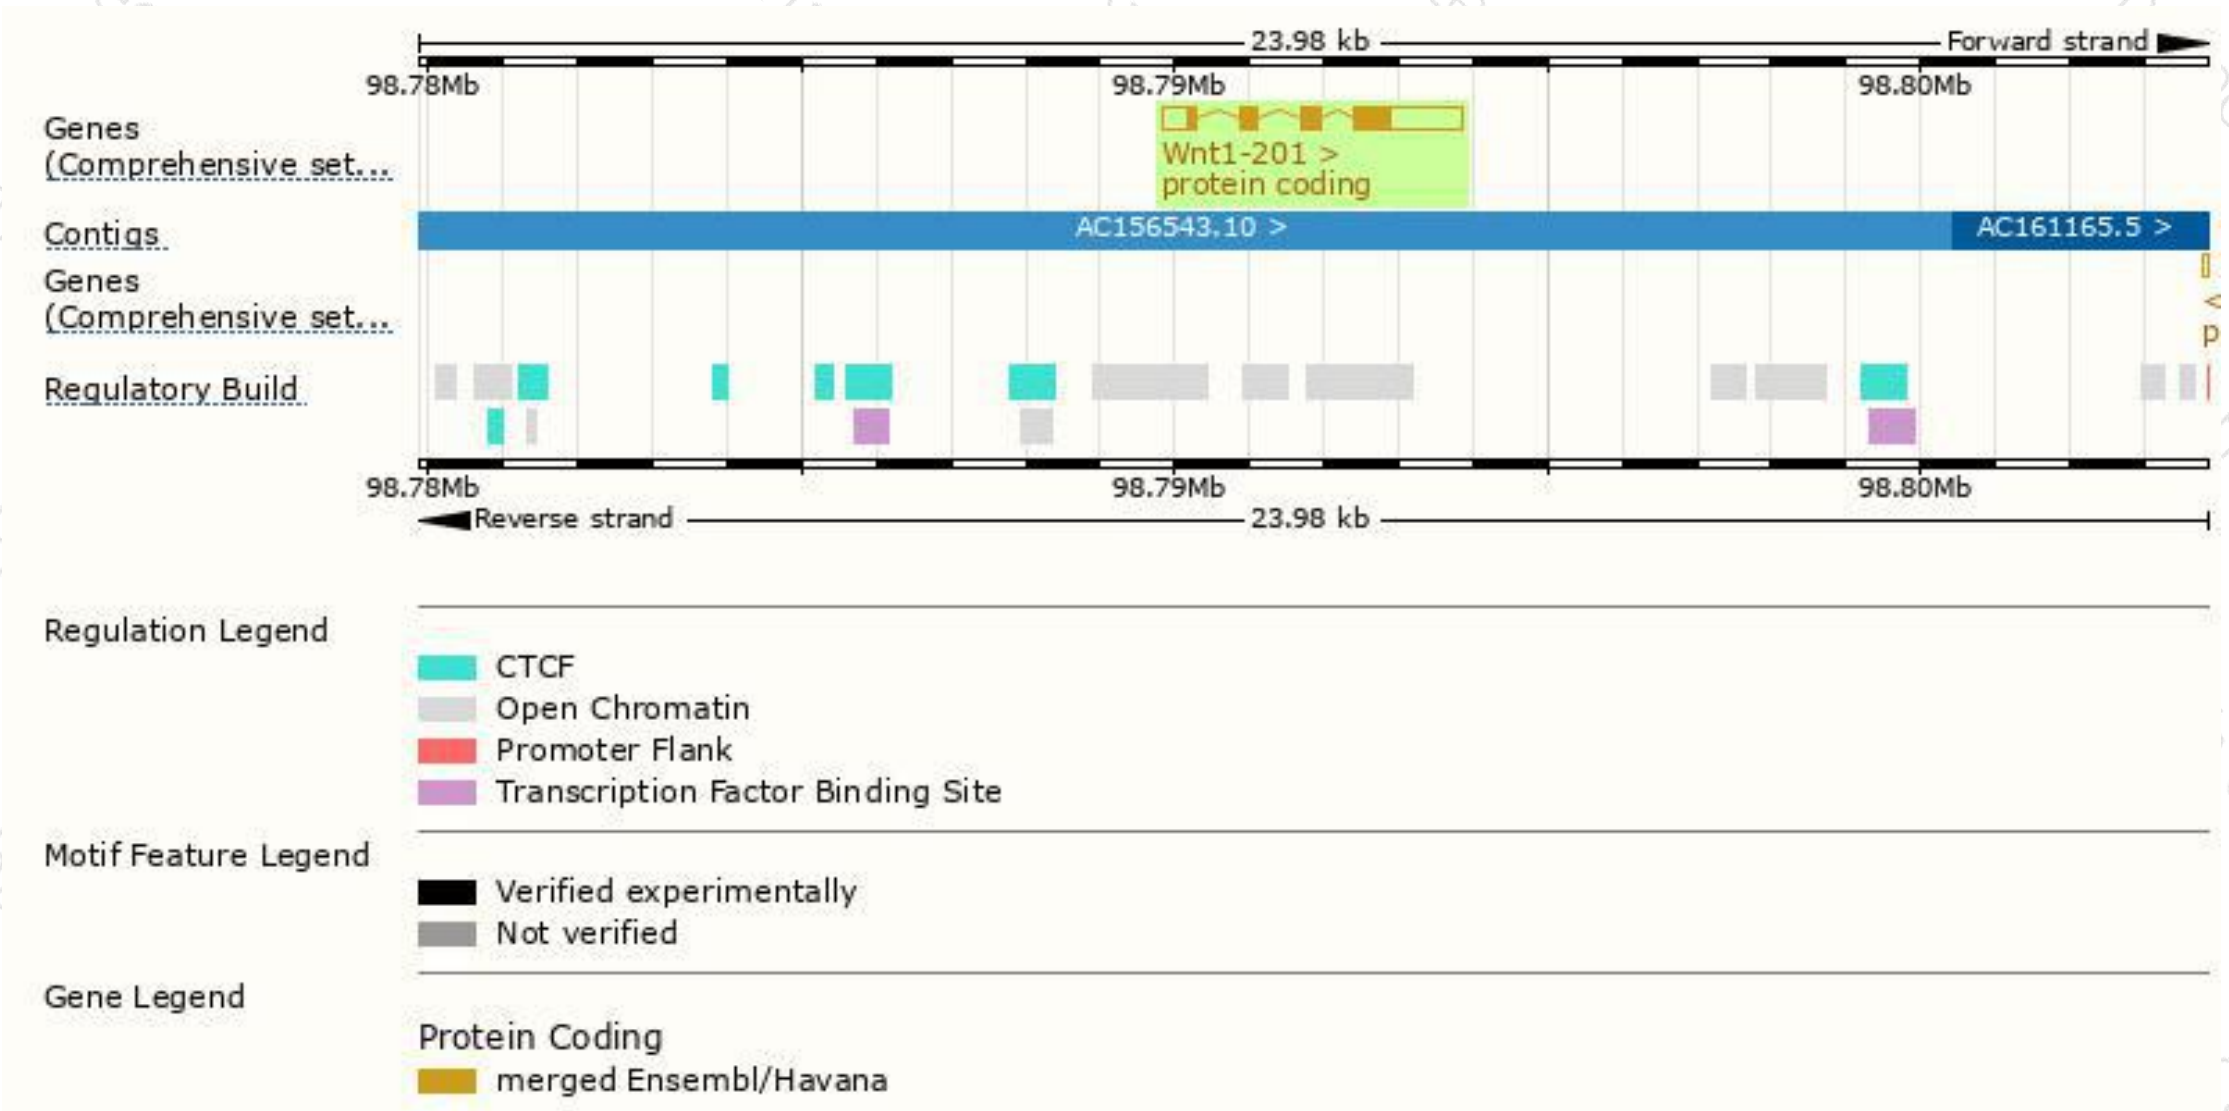 23.98 kb
Forward strand
98.78Mb 98.79Mb 98.80Mb
Genes
(Comprehensive set...
Wnt1-201 >
protein coding
Contigs
AC156543.10 >
AC161165.5 >
Genes
(Comprehensive set...
<
p
Regulatory Build
98.78Mb 98.79Mb 98.80Mb
Reverse strand
23.98 kb
Regulation Legend
CTCF
Open Chromatin
Promoter Flank
Transcription Factor Binding Site
Motif Feature Legend
Verified experimentally
Not verified
Gene Legend
Protein Coding
merged Ensembl/Havana